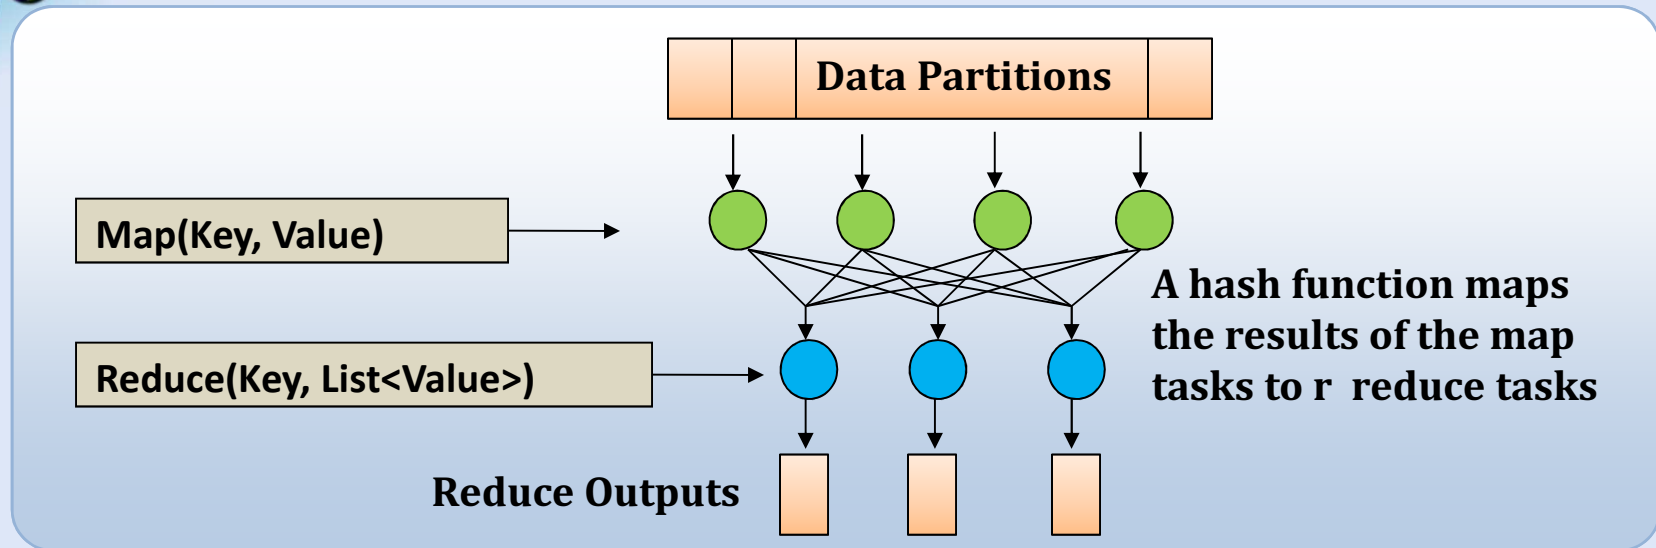 Data Partitions
Map(Key, Value)
A hash function maps
the results of the map
tasks to r reduce tasks
Reduce(Key, List<Value>)
Reduce Outputs